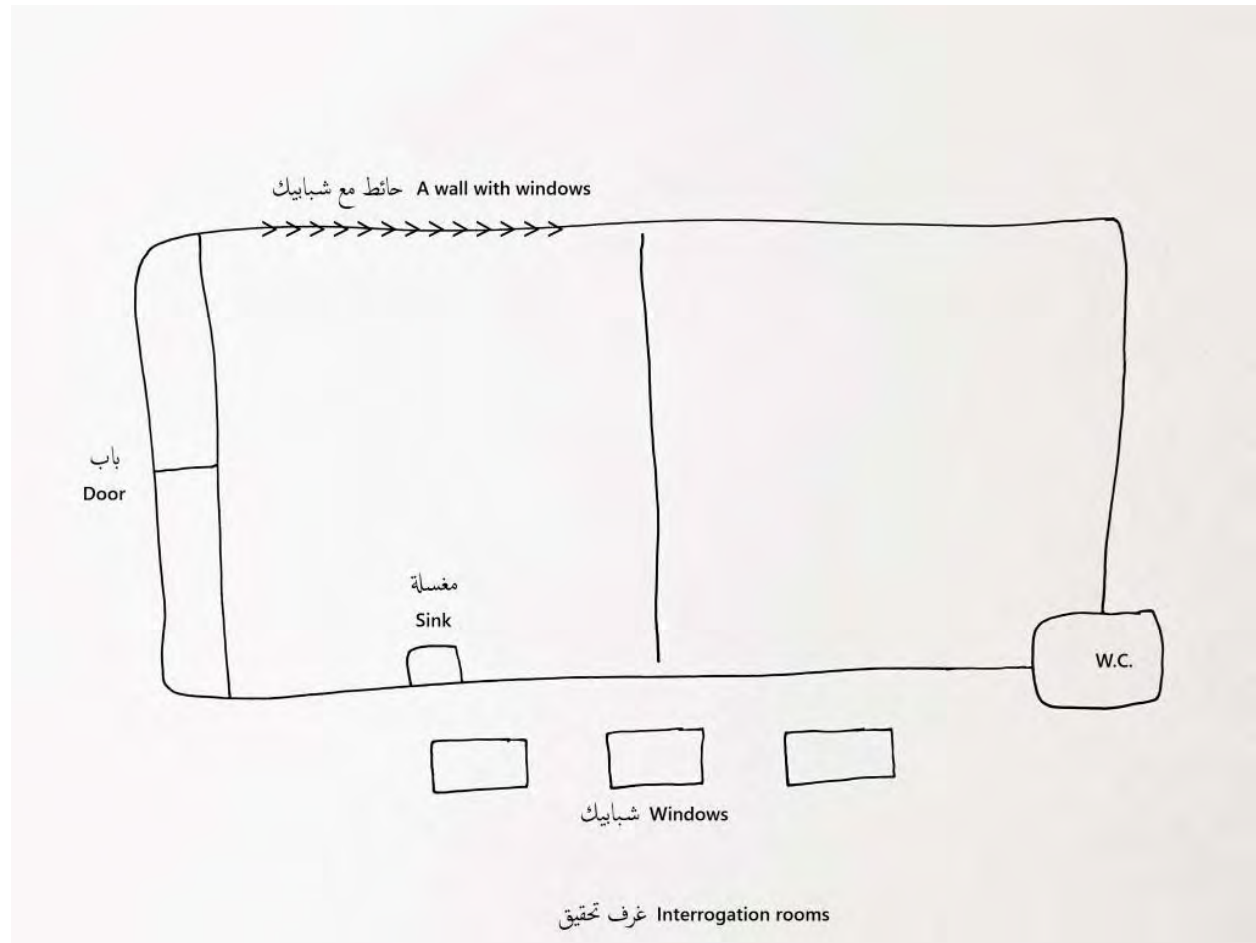 حائط مع شبابيك A wall with windows
باب
Door
مغسلة
Sink
W.C.
شبابيك Windows
غرف تحقيق Interrogation rooms